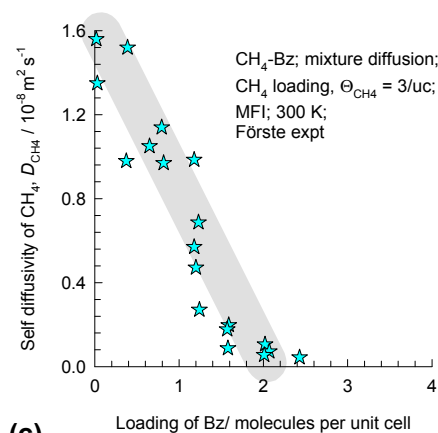 1.6
1.2
0.8
0.4
0.0
Self diffusivity of CH₄, D_CH4 / 10⁻⁸ m² s⁻¹
CH₄-Bz; mixture diffusion;
CH₄ loading, Θ_CH4 = 3/uc;
MFI; 300 K;
Förste expt
0 1 2 3 4
Loading of Bz/ molecules per unit cell